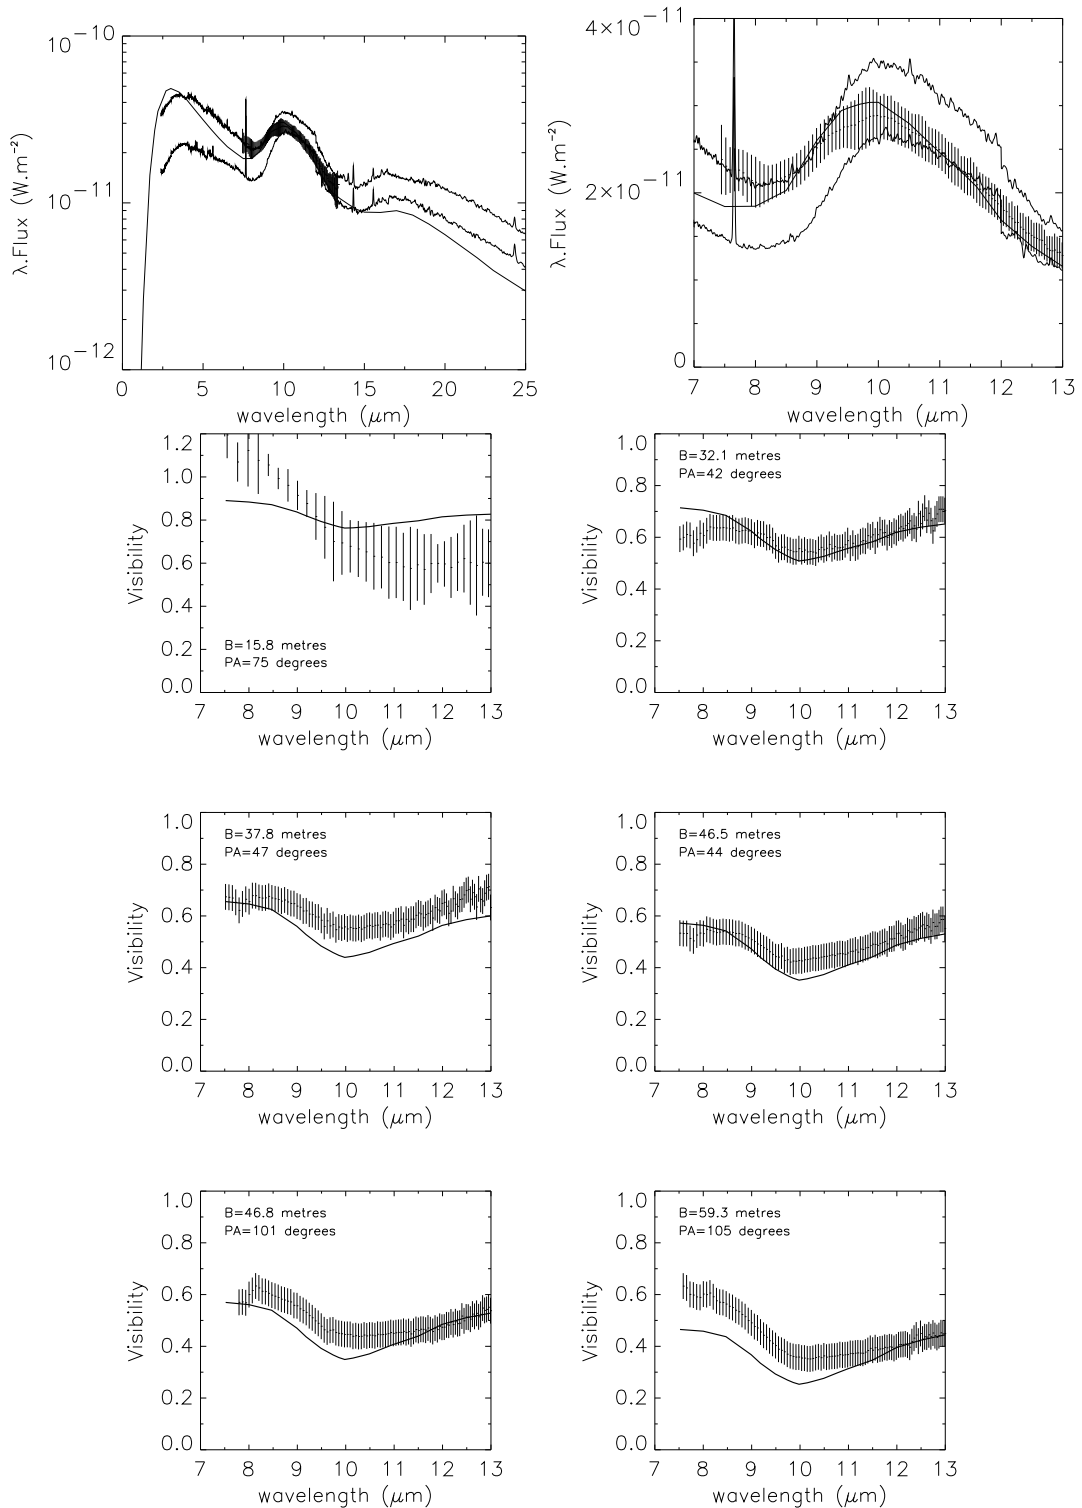 10⁻¹⁰
10⁻¹¹
10⁻¹²
λ.Flux (W.m⁻²)
0 5 10 15 20 25
wavelength (μm)
4×10⁻¹¹
2×10⁻¹¹
0
λ.Flux (W.m⁻²)
7 8 9 10 11 12 13
wavelength (μm)
1.2
1.0
0.8
0.6
0.4
0.2
0.0
Visibility
B=15.8 metres
PA=75 degrees
7 8 9 10 11 12 13
wavelength (μm)
1.0
0.8
0.6
0.4
0.2
0.0
Visibility
B=32.1 metres
PA=42 degrees
7 8 9 10 11 12 13
wavelength (μm)
1.0
0.8
0.6
0.4
0.2
0.0
Visibility
B=37.8 metres
PA=47 degrees
7 8 9 10 11 12 13
wavelength (μm)
1.0
0.8
0.6
0.4
0.2
0.0
Visibility
B=46.5 metres
PA=44 degrees
7 8 9 10 11 12 13
wavelength (μm)
1.0
0.8
0.6
0.4
0.2
0.0
Visibility
B=46.8 metres
PA=101 degrees
7 8 9 10 11 12 13
wavelength (μm)
1.0
0.8
0.6
0.4
0.2
0.0
Visibility
B=59.3 metres
PA=105 degrees
7 8 9 10 11 12 13
wavelength (μm)